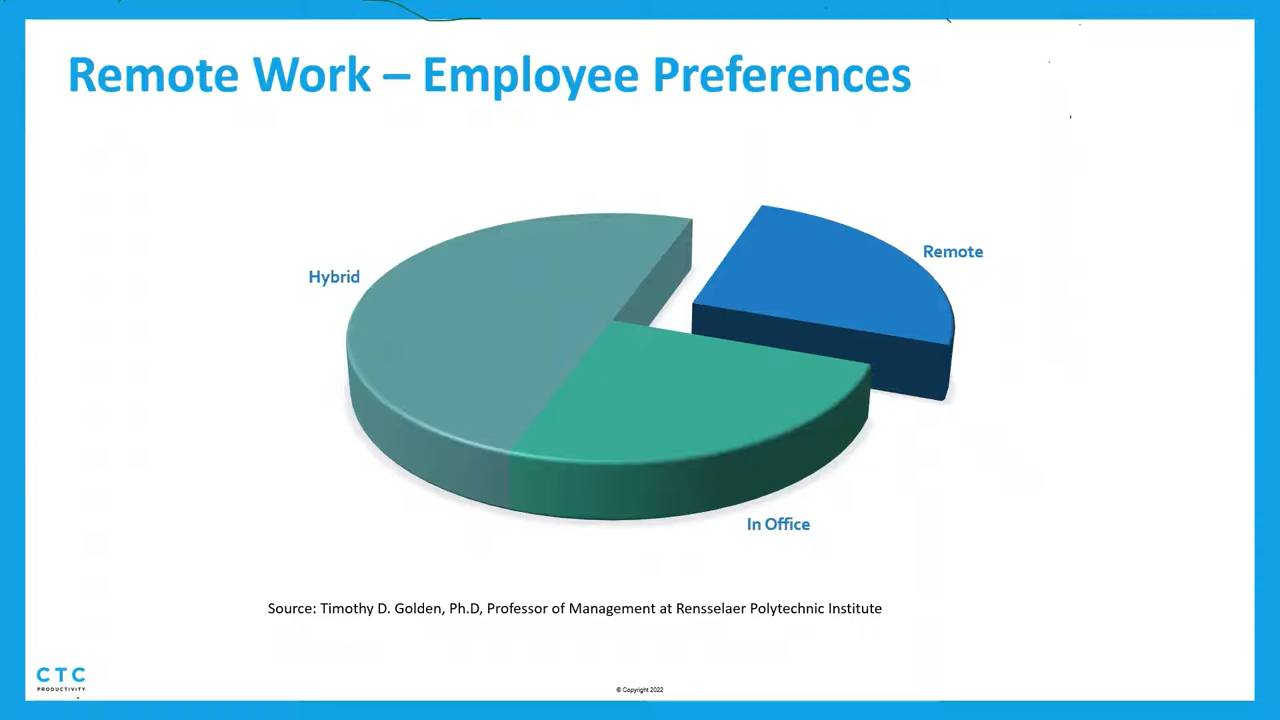 Remote Work – Employee Preferences
Remote
Hybrid
In Office
Source: Timothy D. Golden, Ph.D, Professor of Management at Rensselaer Polytechnic Institute
CTC
PRODUCTIVITY
© Copyright 2022